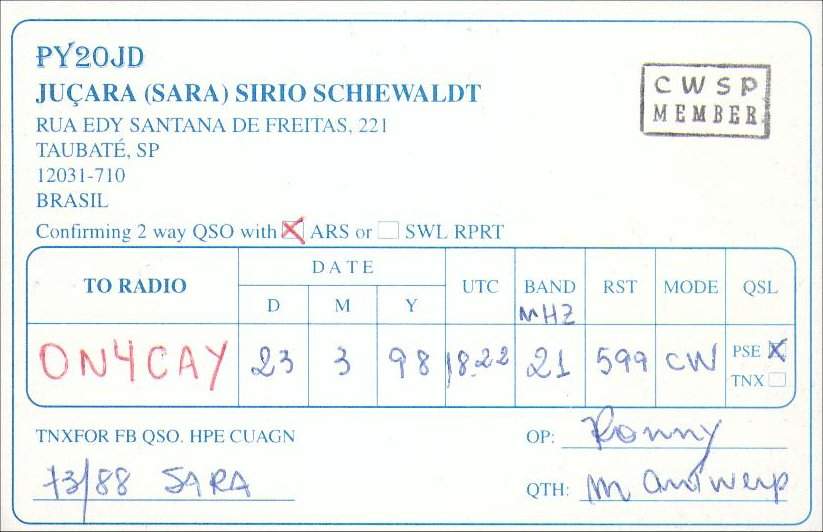 PY2OJD
JUÇARA (SARA) SIRIO SCHIEWALDT
RUA EDY SANTANA DE FREITAS, 221
TAUBATÉ, SP
12031-710
BRASIL
CWSP
MEMBER
Confirming 2 way QSO with ARS or SWL RPRT
TO RADIO
DATE
D M Y
UTC
BAND
MHZ
RST
MODE
QSL
ON4CAY 23 3 98 18.22 21 599 CW
PSE
TNX
TNXFOR FB QSO. HPE CUAGN
73/88 SARA
OP: Ronny
QTH: M Antwerp